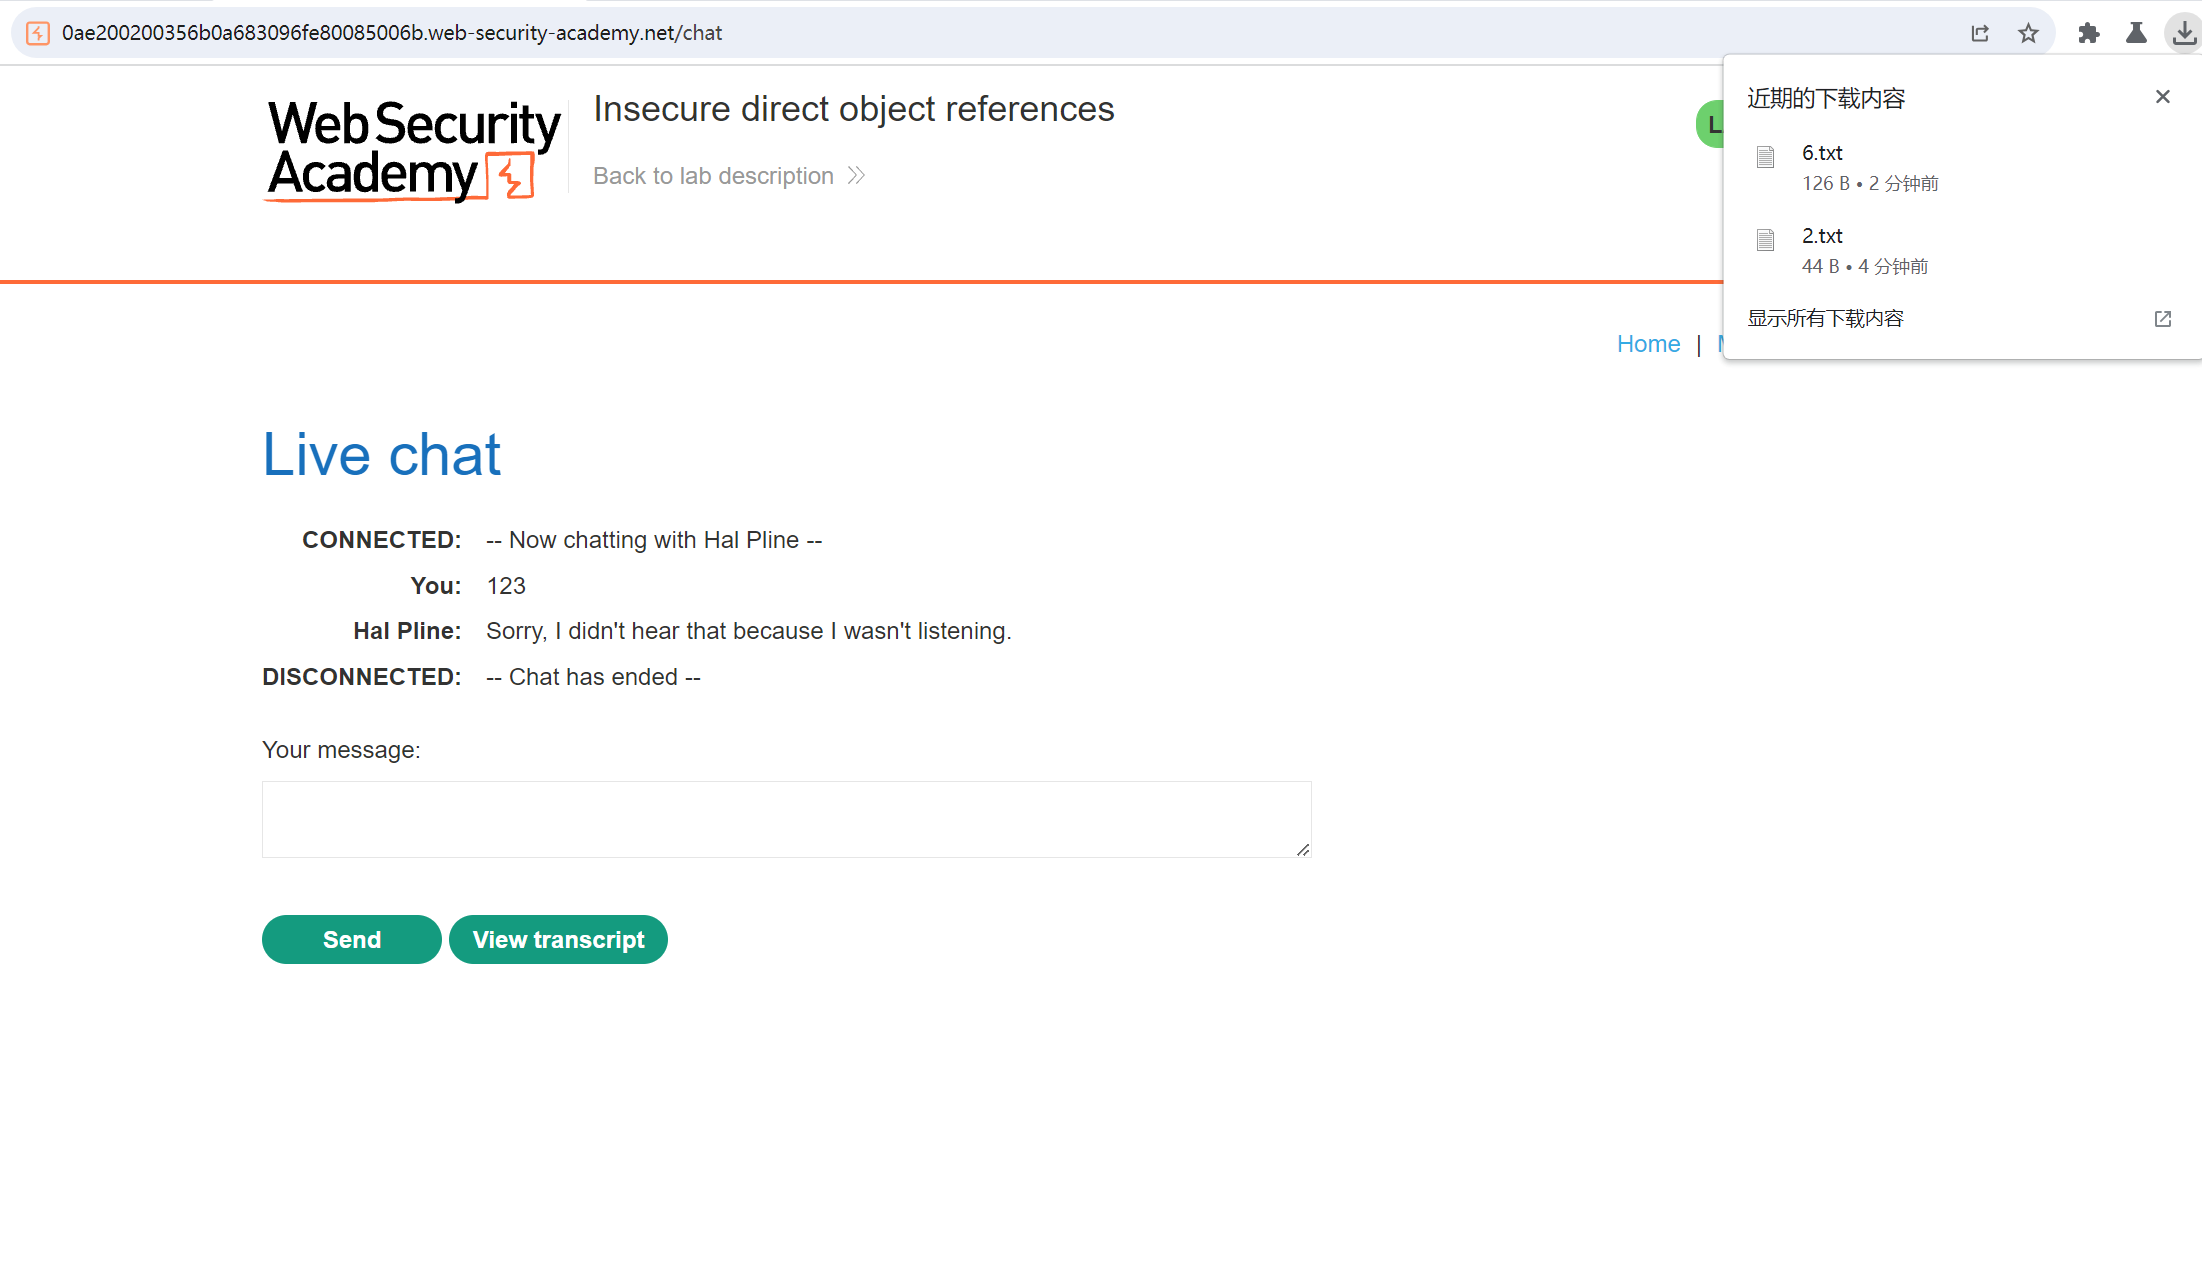 0ae200200356b0a683096fe80085006b.web-security-academy.net/chat
近期的下载内容
6.txt
126 B • 2 分钟前
2.txt
44 B • 4 分钟前
显示所有下载内容
Web Security
Academy
Insecure direct object references
Back to lab description
L
Home |
Live chat
CONNECTED: -- Now chatting with Hal Pline --
You: 123
Hal Pline: Sorry, I didn't hear that because I wasn't listening.
DISCONNECTED: -- Chat has ended --
Your message:
Send View transcript